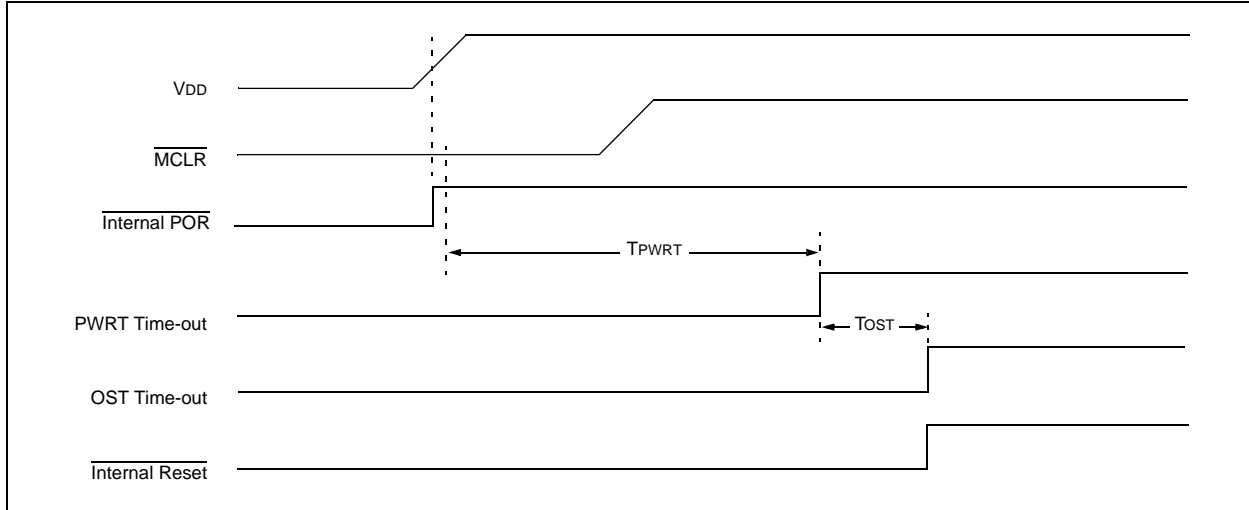 VDD
MCLR
Internal POR
TPWRT
PWRT Time-out
TOST
OST Time-out
Internal Reset